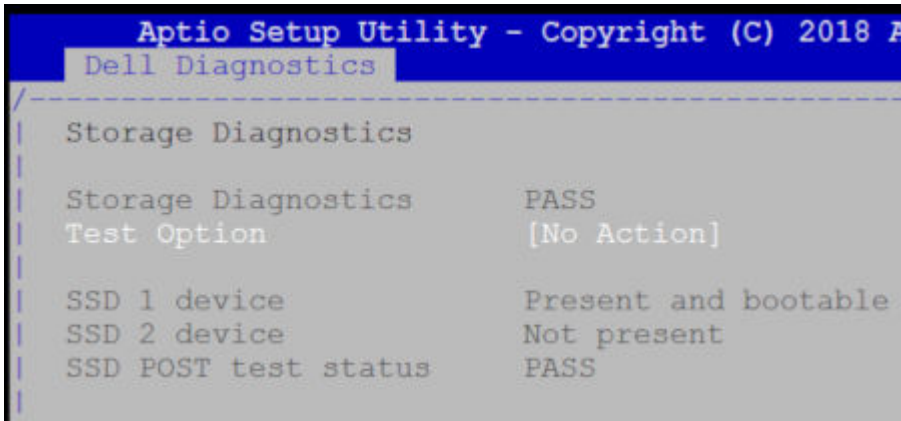 Aptio Setup Utility - Copyright (C) 2018 A
Dell Diagnostics
Storage Diagnostics
Storage Diagnostics PASS
Test Option [No Action]
SSD 1 device Present and bootable
SSD 2 device Not present
SSD POST test status PASS